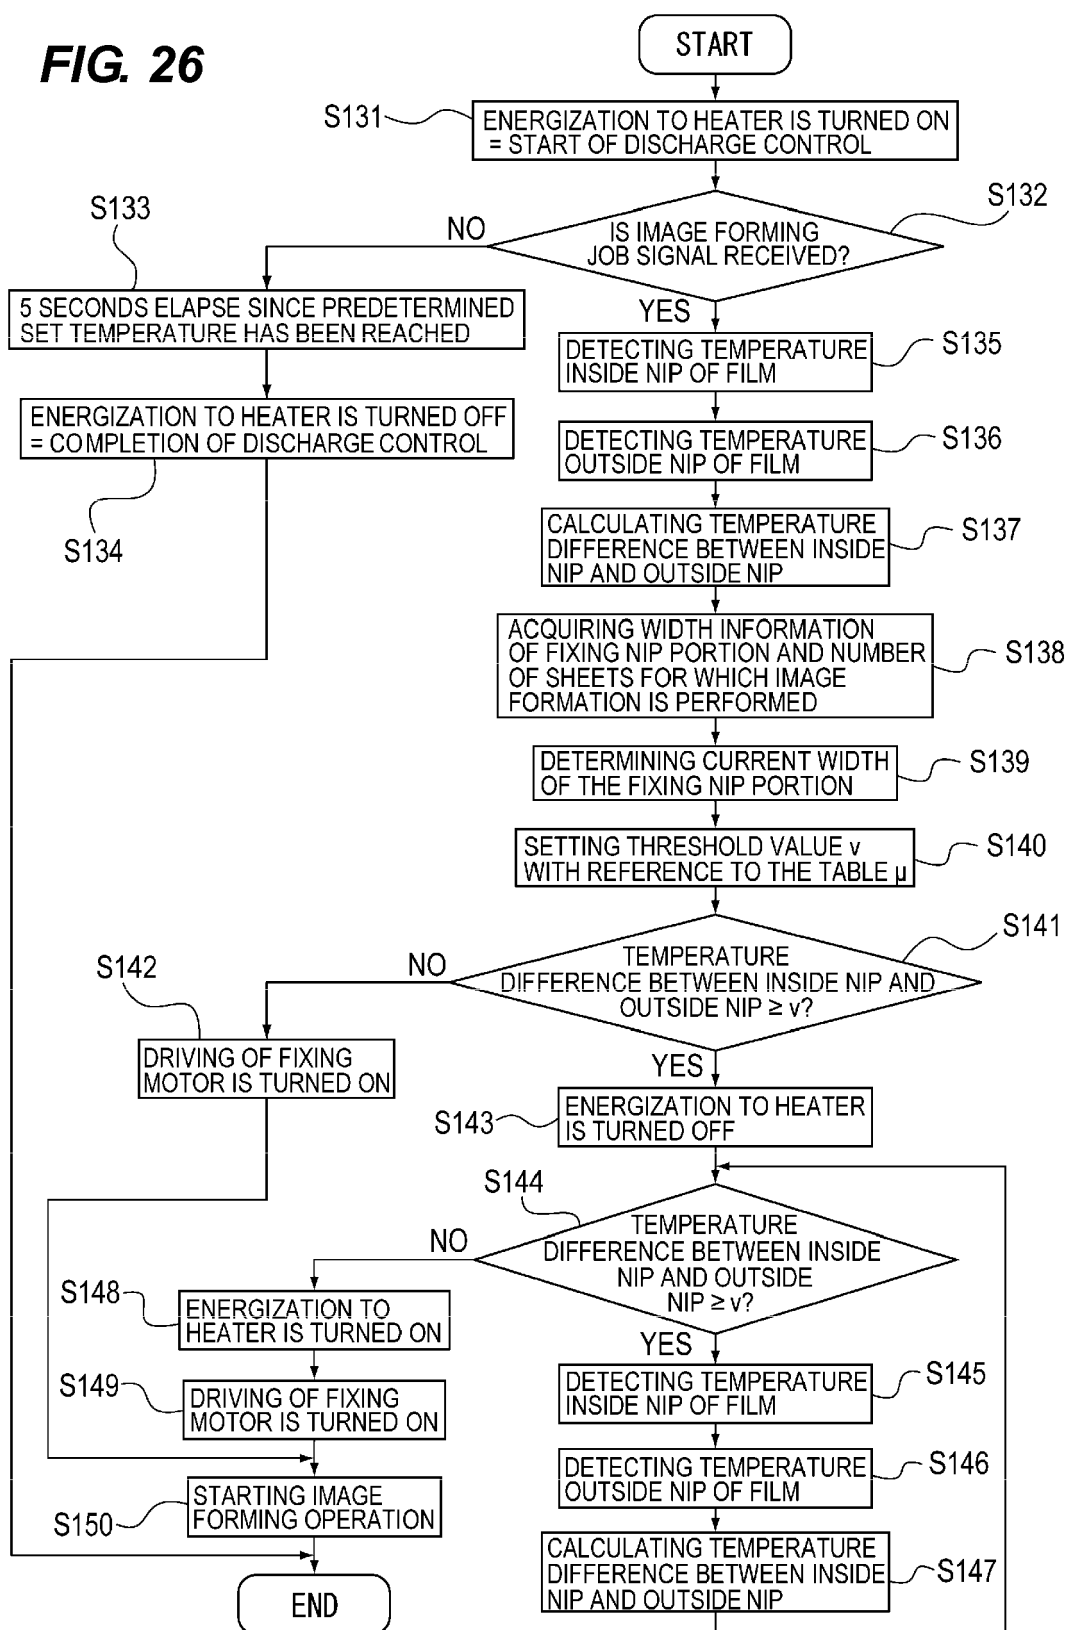 FIG. 26
START
S131
ENERGIZATION TO HEATER IS TURNED ON
= START OF DISCHARGE CONTROL
S132
IS IMAGE FORMING
JOB SIGNAL RECEIVED?
NO
YES
S133
5 SECONDS ELAPSE SINCE PREDETERMINED
SET TEMPERATURE HAS BEEN REACHED
ENERGIZATION TO HEATER IS TURNED OFF
= COMPLETION OF DISCHARGE CONTROL
S134
DETECTING TEMPERATURE
INSIDE NIP OF FILM
S135
DETECTING TEMPERATURE
OUTSIDE NIP OF FILM
S136
CALCULATING TEMPERATURE
DIFFERENCE BETWEEN INSIDE
NIP AND OUTSIDE NIP
S137
ACQUIRING WIDTH INFORMATION
OF FIXING NIP PORTION AND NUMBER
OF SHEETS FOR WHICH IMAGE
FORMATION IS PERFORMED
S138
DETERMINING CURRENT WIDTH
OF THE FIXING NIP PORTION
S139
SETTING THRESHOLD VALUE ν
WITH REFERENCE TO THE TABLE μ
S140
S141
TEMPERATURE
DIFFERENCE BETWEEN INSIDE NIP AND
OUTSIDE NIP ≥ ν?
NO
YES
S142
DRIVING OF FIXING
MOTOR IS TURNED ON
S143
ENERGIZATION TO HEATER
IS TURNED OFF
S144
TEMPERATURE
DIFFERENCE BETWEEN INSIDE
NIP AND OUTSIDE
NIP ≥ ν?
NO
YES
S148
ENERGIZATION TO
HEATER IS TURNED ON
S149
DRIVING OF FIXING
MOTOR IS TURNED ON
S150
STARTING IMAGE
FORMING OPERATION
DETECTING TEMPERATURE
INSIDE NIP OF FILM
S145
DETECTING TEMPERATURE
OUTSIDE NIP OF FILM
S146
CALCULATING TEMPERATURE
DIFFERENCE BETWEEN INSIDE
NIP AND OUTSIDE NIP
S147
END